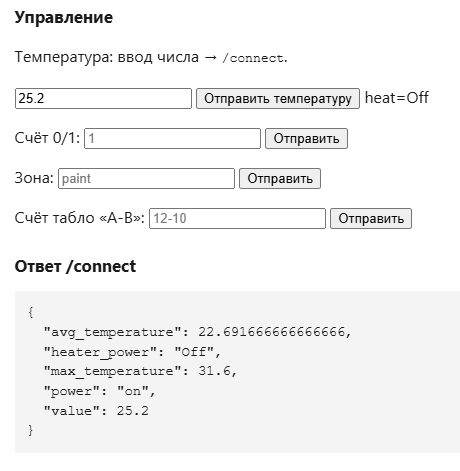 Управление
Температура: ввод числа → /connect.
25.2 Отправить температуру heat=Off
Счёт 0/1: 1 Отправить
Зона: paint Отправить
Счёт табло «A-B»: 12-10 Отправить
Ответ /connect
{
  "avg_temperature": 22.691666666666666,
  "heater_power": "Off",
  "max_temperature": 31.6,
  "power": "on",
  "value": 25.2
}